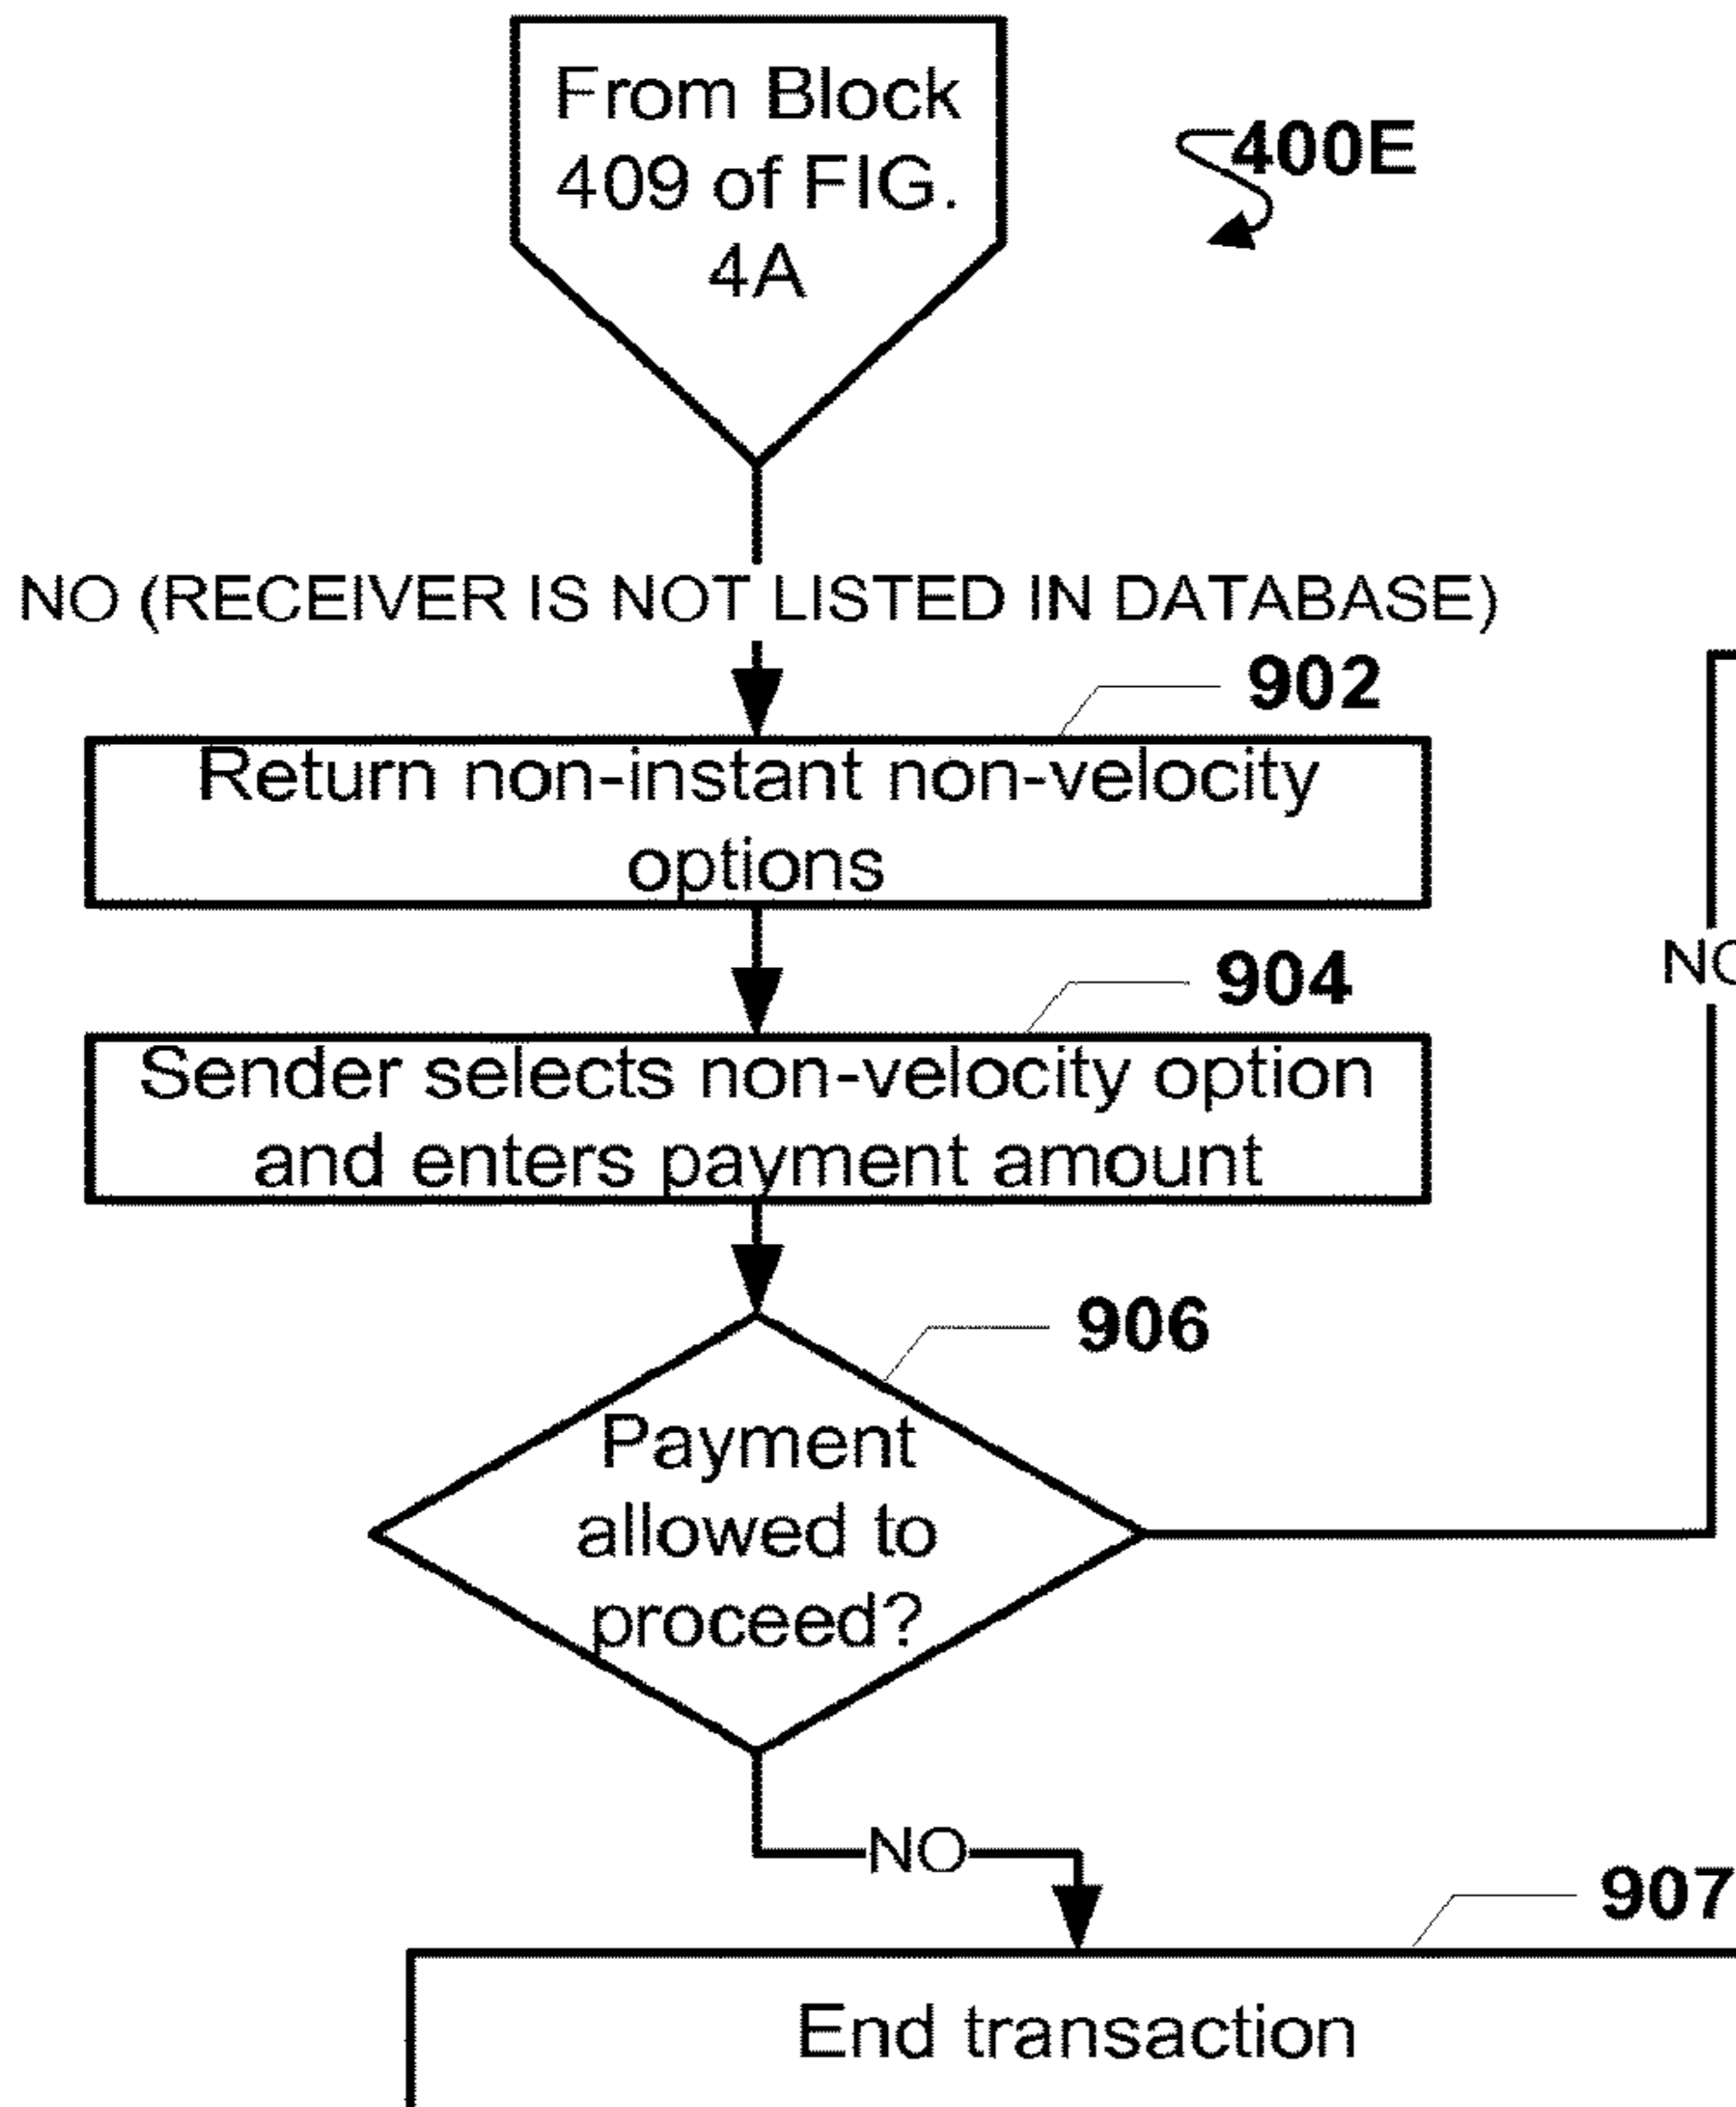 From Block
409 of FIG.
4A
400E
NO (RECEIVER IS NOT LISTED IN DATABASE)
902
Return non-instant non-velocity
options
904
Sender selects non-velocity option
and enters payment amount
906
Payment
allowed to
proceed?
NO
907
End transaction